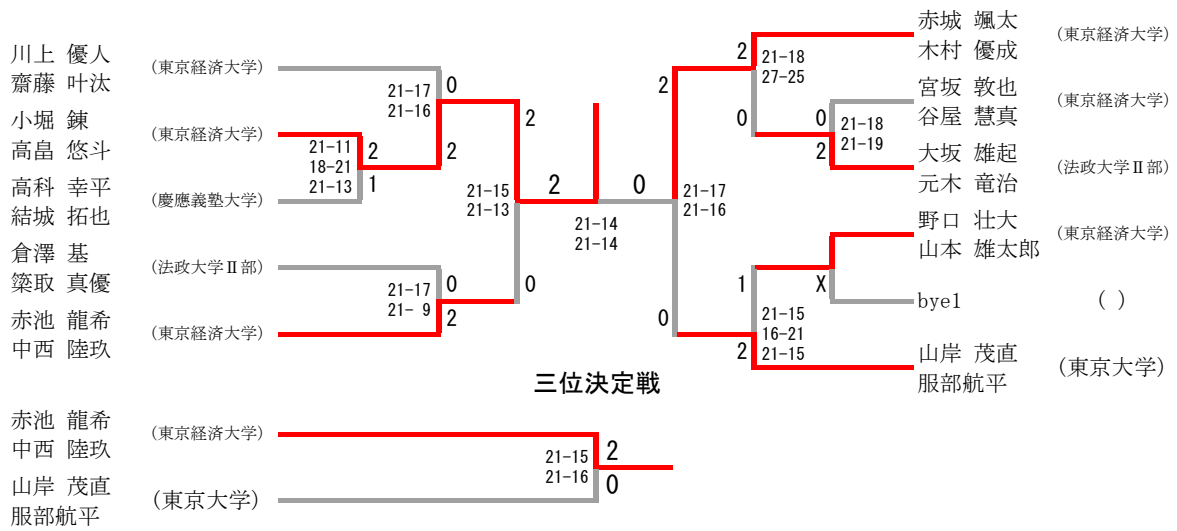 川上 優人
齋藤 叶汰
(東京経済大学)
小堀 錬
高畠 悠斗
(東京経済大学)
高科 幸平
結城 拓也
(慶應義塾大学)
倉澤 基
簗取 真優
(法政大学Ⅱ部)
赤池 龍希
中西 陸玖
(東京経済大学)
21-11
18-21
21-13
2
1
21-17
21-16
0
2
21-17
21- 9
0
2
21-15
21-13
2
0
2
0
21-14
21-14
赤城 颯太
木村 優成
(東京経済大学)
宮坂 敦也
谷屋 慧真
(東京経済大学)
大坂 雄起
元木 竜治
(法政大学Ⅱ部)
野口 壮大
山本 雄太郎
(東京経済大学)
bye1
( )
山岸 茂直
服部航平
(東京大学)
2
0
21-18
27-25
0
2
21-18
21-19
X
1
2
21-15
16-21
21-15
2
0
21-17
21-16
三位決定戦
赤池 龍希
中西 陸玖
(東京経済大学)
山岸 茂直
服部航平
(東京大学)
21-15
21-16
2
0